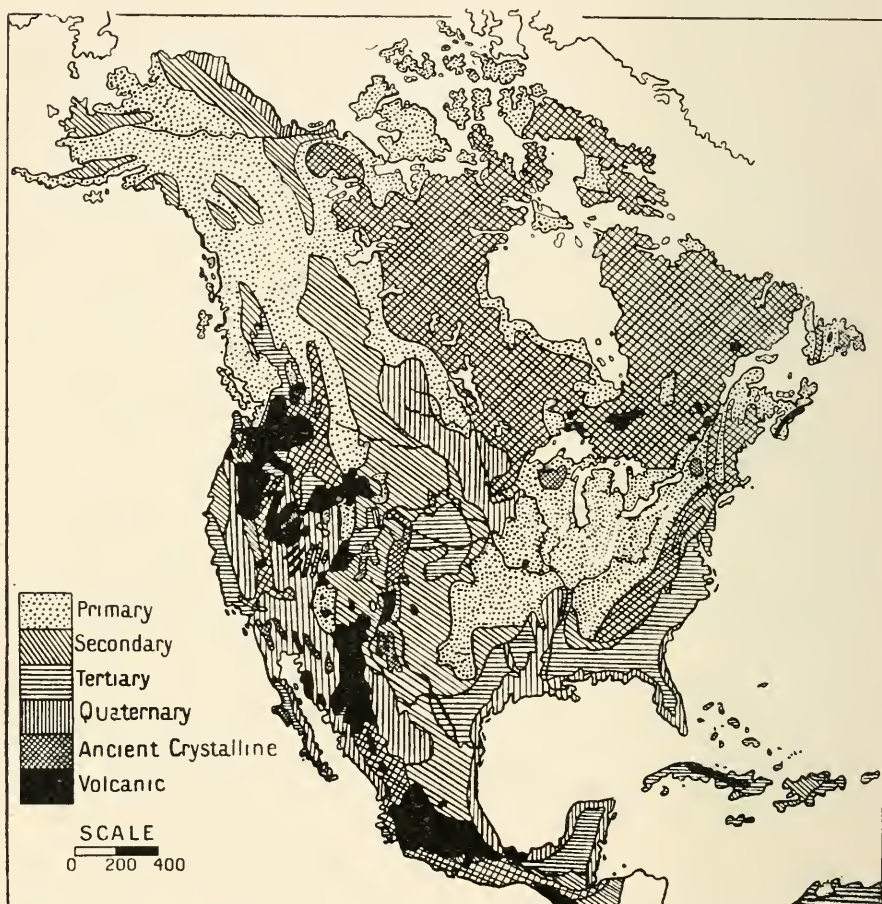 Primary
Secondary
Tertiary
Quaternary
Ancient Crystalline
Volcanic
SCALE
0 200 400